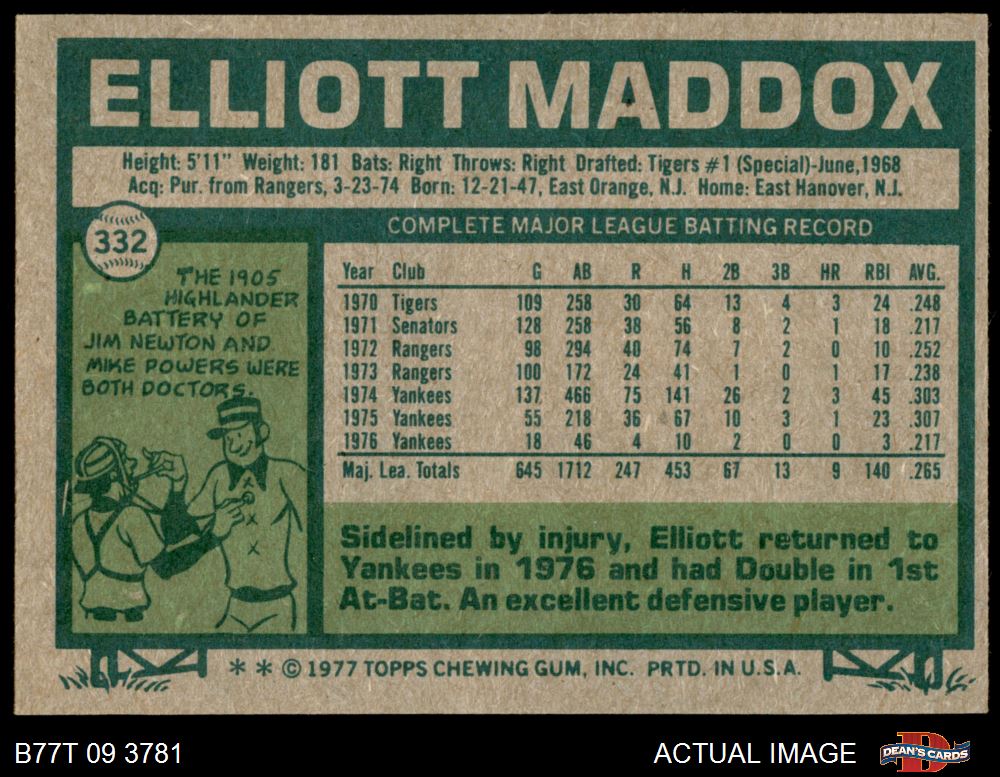 ELLIOTT MADDOX
Height: 5'11" Weight: 181 Bats: Right Throws: Right Drafted: Tigers #1 (Special)-June,1968
Acq: Pur. from Rangers, 3-23-74 Born: 12-21-47, East Orange, N.J. Home: East Hanover, N.J.
332
THE 1905
HIGHLANDER
BATTERY OF
JIM NEWTON AND
MIKE POWERS WERE
BOTH DOCTORS.
COMPLETE MAJOR LEAGUE BATTING RECORD
Year Club G AB R H 2B 3B HR RBI AVG.
1970 Tigers 109 258 30 64 13 4 3 24 .248
1971 Senators 128 258 38 56 8 2 1 18 .217
1972 Rangers 98 294 40 74 7 2 0 10 .252
1973 Rangers 100 172 24 41 1 0 1 17 .238
1974 Yankees 137 466 75 141 26 2 3 45 .303
1975 Yankees 55 218 36 67 10 3 1 23 .307
1976 Yankees 18 46 4 10 2 0 0 3 .217
Maj. Lea. Totals 645 1712 247 453 67 13 9 140 .265
Sidelined by injury, Elliott returned to
Yankees in 1976 and had Double in 1st
At-Bat. An excellent defensive player.
* * © 1977 TOPPS CHEWING GUM, INC. PRTD. IN U.S.A.
B77T 09 3781
ACTUAL IMAGE
DEAN'S CARDS